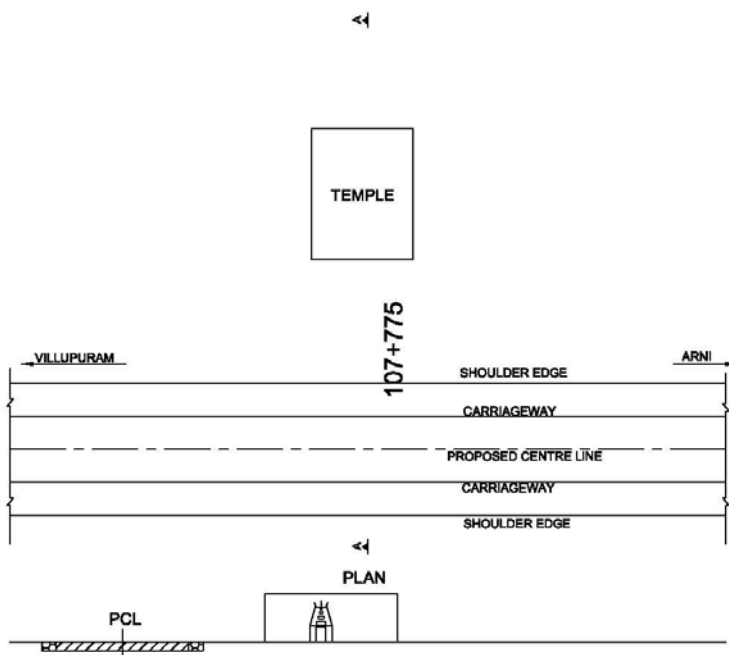 A
TEMPLE
107+775
VILLUPURAM
ARNI
SHOULDER EDGE
CARRIAGEWAY
PROPOSED CENTRE LINE
CARRIAGEWAY
SHOULDER EDGE
A
PLAN
PCL